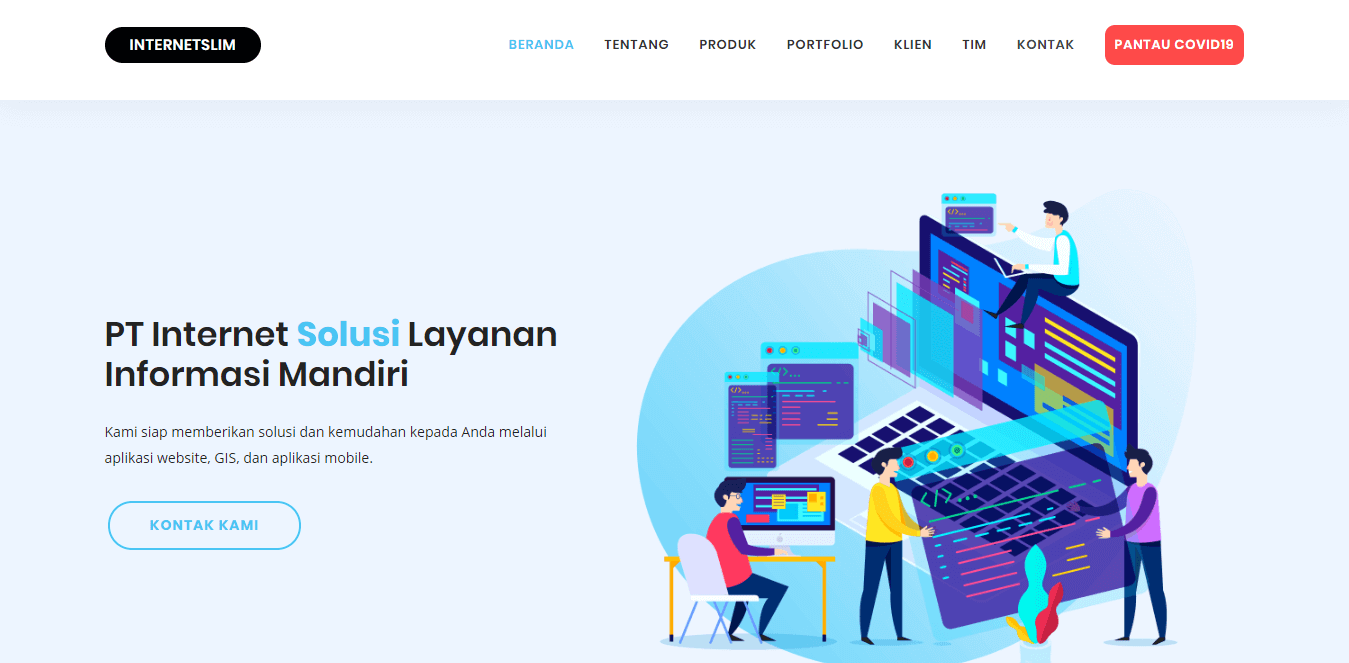 INTERNETSLIM
BERANDA TENTANG PRODUK PORTFOLIO KLIEN TIM KONTAK PANTAU COVID19
PT Internet Solusi Layanan
Informasi Mandiri
Kami siap memberikan solusi dan kemudahan kepada Anda melalui
aplikasi website, GIS, dan aplikasi mobile.
KONTAK KAMI